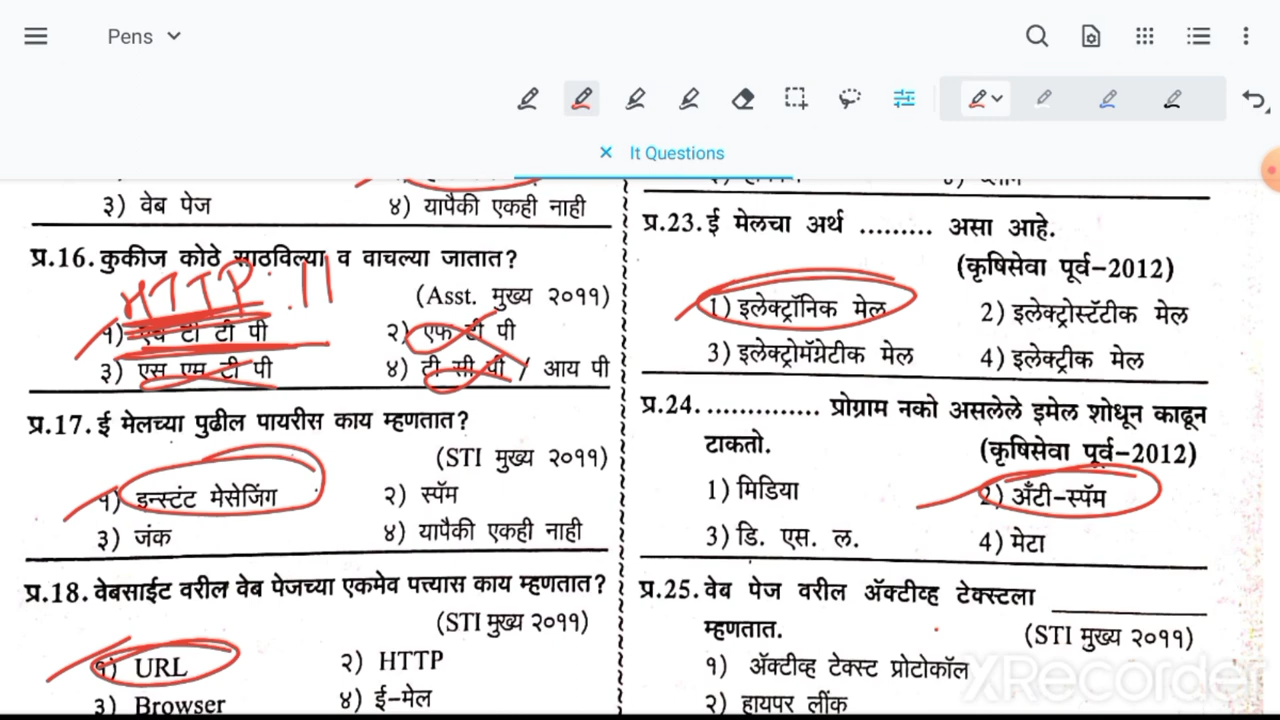 Pens
It Questions
३) वेब पेज
४) यापैकी एकही नाही
प्र.16. कुकीज कोठे साठविल्या व वाचल्या जातात?
HTTP.
(Asst. मुख्य २०११)
१) एच टी टी पी
२) एफ टी पी
३) एस एम टी पी
४) टी सी पी / आय पी
प्र.17. ई मेलच्या पुढील पायरीस काय म्हणतात?
(STI मुख्य २०११)
१) इन्स्टंट मेसेजिंग
२) स्पॅम
३) जंक
४) यापैकी एकही नाही
प्र.18. वेबसाईट वरील वेब पेजच्या एकमेव पत्त्यास काय म्हणतात?
(STI मुख्य २०११)
१) URL
२) HTTP
३) Browser
४) ई-मेल
प्र.23. ई मेलचा अर्थ ......... असा आहे.
(कृषिसेवा पूर्व-2012)
1) इलेक्ट्रॉनिक मेल
2) इलेक्ट्रोस्टॅटीक मेल
3) इलेक्ट्रोमॅग्नेटीक मेल
4) इलेक्ट्रीक मेल
प्र.24. .............. प्रोग्राम नको असलेले इमेल शोधून काढून
टाकतो.
(कृषिसेवा पूर्व-2012)
1) मिडिया
2) अँटी-स्पॅम
3) डि. एस. ल.
4) मेटा
प्र.25. वेब पेज वरील ॲक्टीव्ह टेक्स्टला ____________
म्हणतात.
(STI मुख्य २०११)
१) ॲक्टीव्ह टेक्स्ट प्रोटोकॉल
२) हायपर लींक
XRecorder